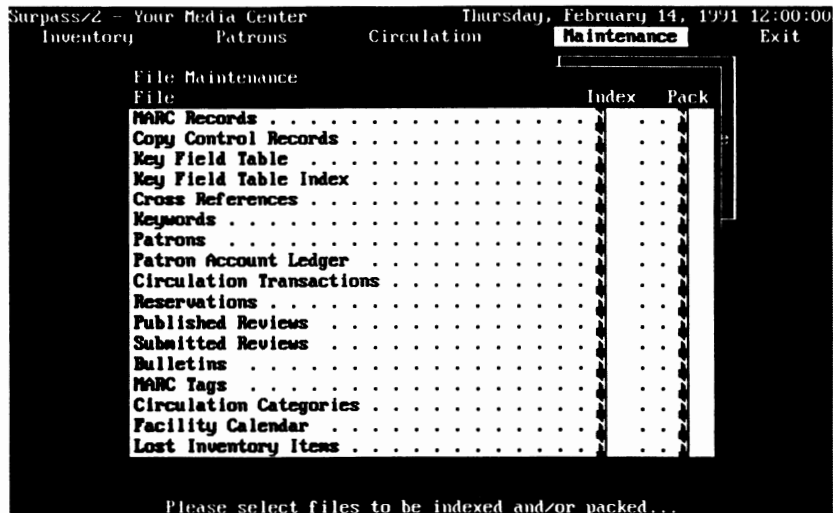 Surpass/2 - Your Media Center Thursday, February 14, 1991 12:00:00
Inventory Patrons Circulation Maintenance Exit
File Maintenance
File Index Pack
MARC Records . . . . . . . . . . . . . . . . . .
Copy Control Records . . . . . . . . . . . . . .
Key Field Table . . . . . . . . . . . . . . . .
Key Field Table Index . . . . . . . . . . . . .
Cross References . . . . . . . . . . . . . . . .
Keywords . . . . . . . . . . . . . . . . . . . .
Patrons . . . . . . . . . . . . . . . . . . . .
Patron Account Ledger . . . . . . . . . . . . .
Circulation Transactions . . . . . . . . . . . .
Reservations . . . . . . . . . . . . . . . . . .
Published Reviews . . . . . . . . . . . . . . .
Submitted Reviews . . . . . . . . . . . . . . .
Bulletins . . . . . . . . . . . . . . . . . . .
MARC Tags . . . . . . . . . . . . . . . . . . .
Circulation Categories . . . . . . . . . . . . .
Facility Calendar . . . . . . . . . . . . . . .
Lost Inventory Items . . . . . . . . . . . . . .
Please select files to be indexed and/or packed...